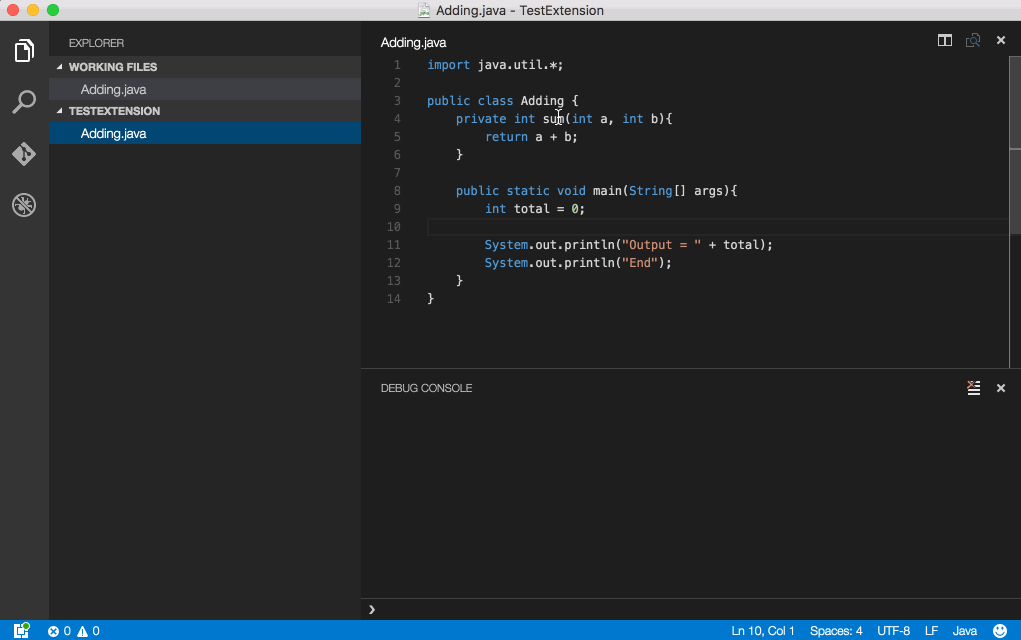 Adding.java - TestExtension
EXPLORER
WORKING FILES
Adding.java
TESTEXTENSION
Adding.java
Adding.java
1 import java.util.*;
2
3 public class Adding {
4     private int sum(int a, int b){
5         return a + b;
6     }
7
8     public static void main(String[] args){
9         int total = 0;
10
11         System.out.println("Output = " + total);
12         System.out.println("End");
13     }
14 }
DEBUG CONSOLE
0 0
Ln 10, Col 1 Spaces: 4 UTF-8 LF Java